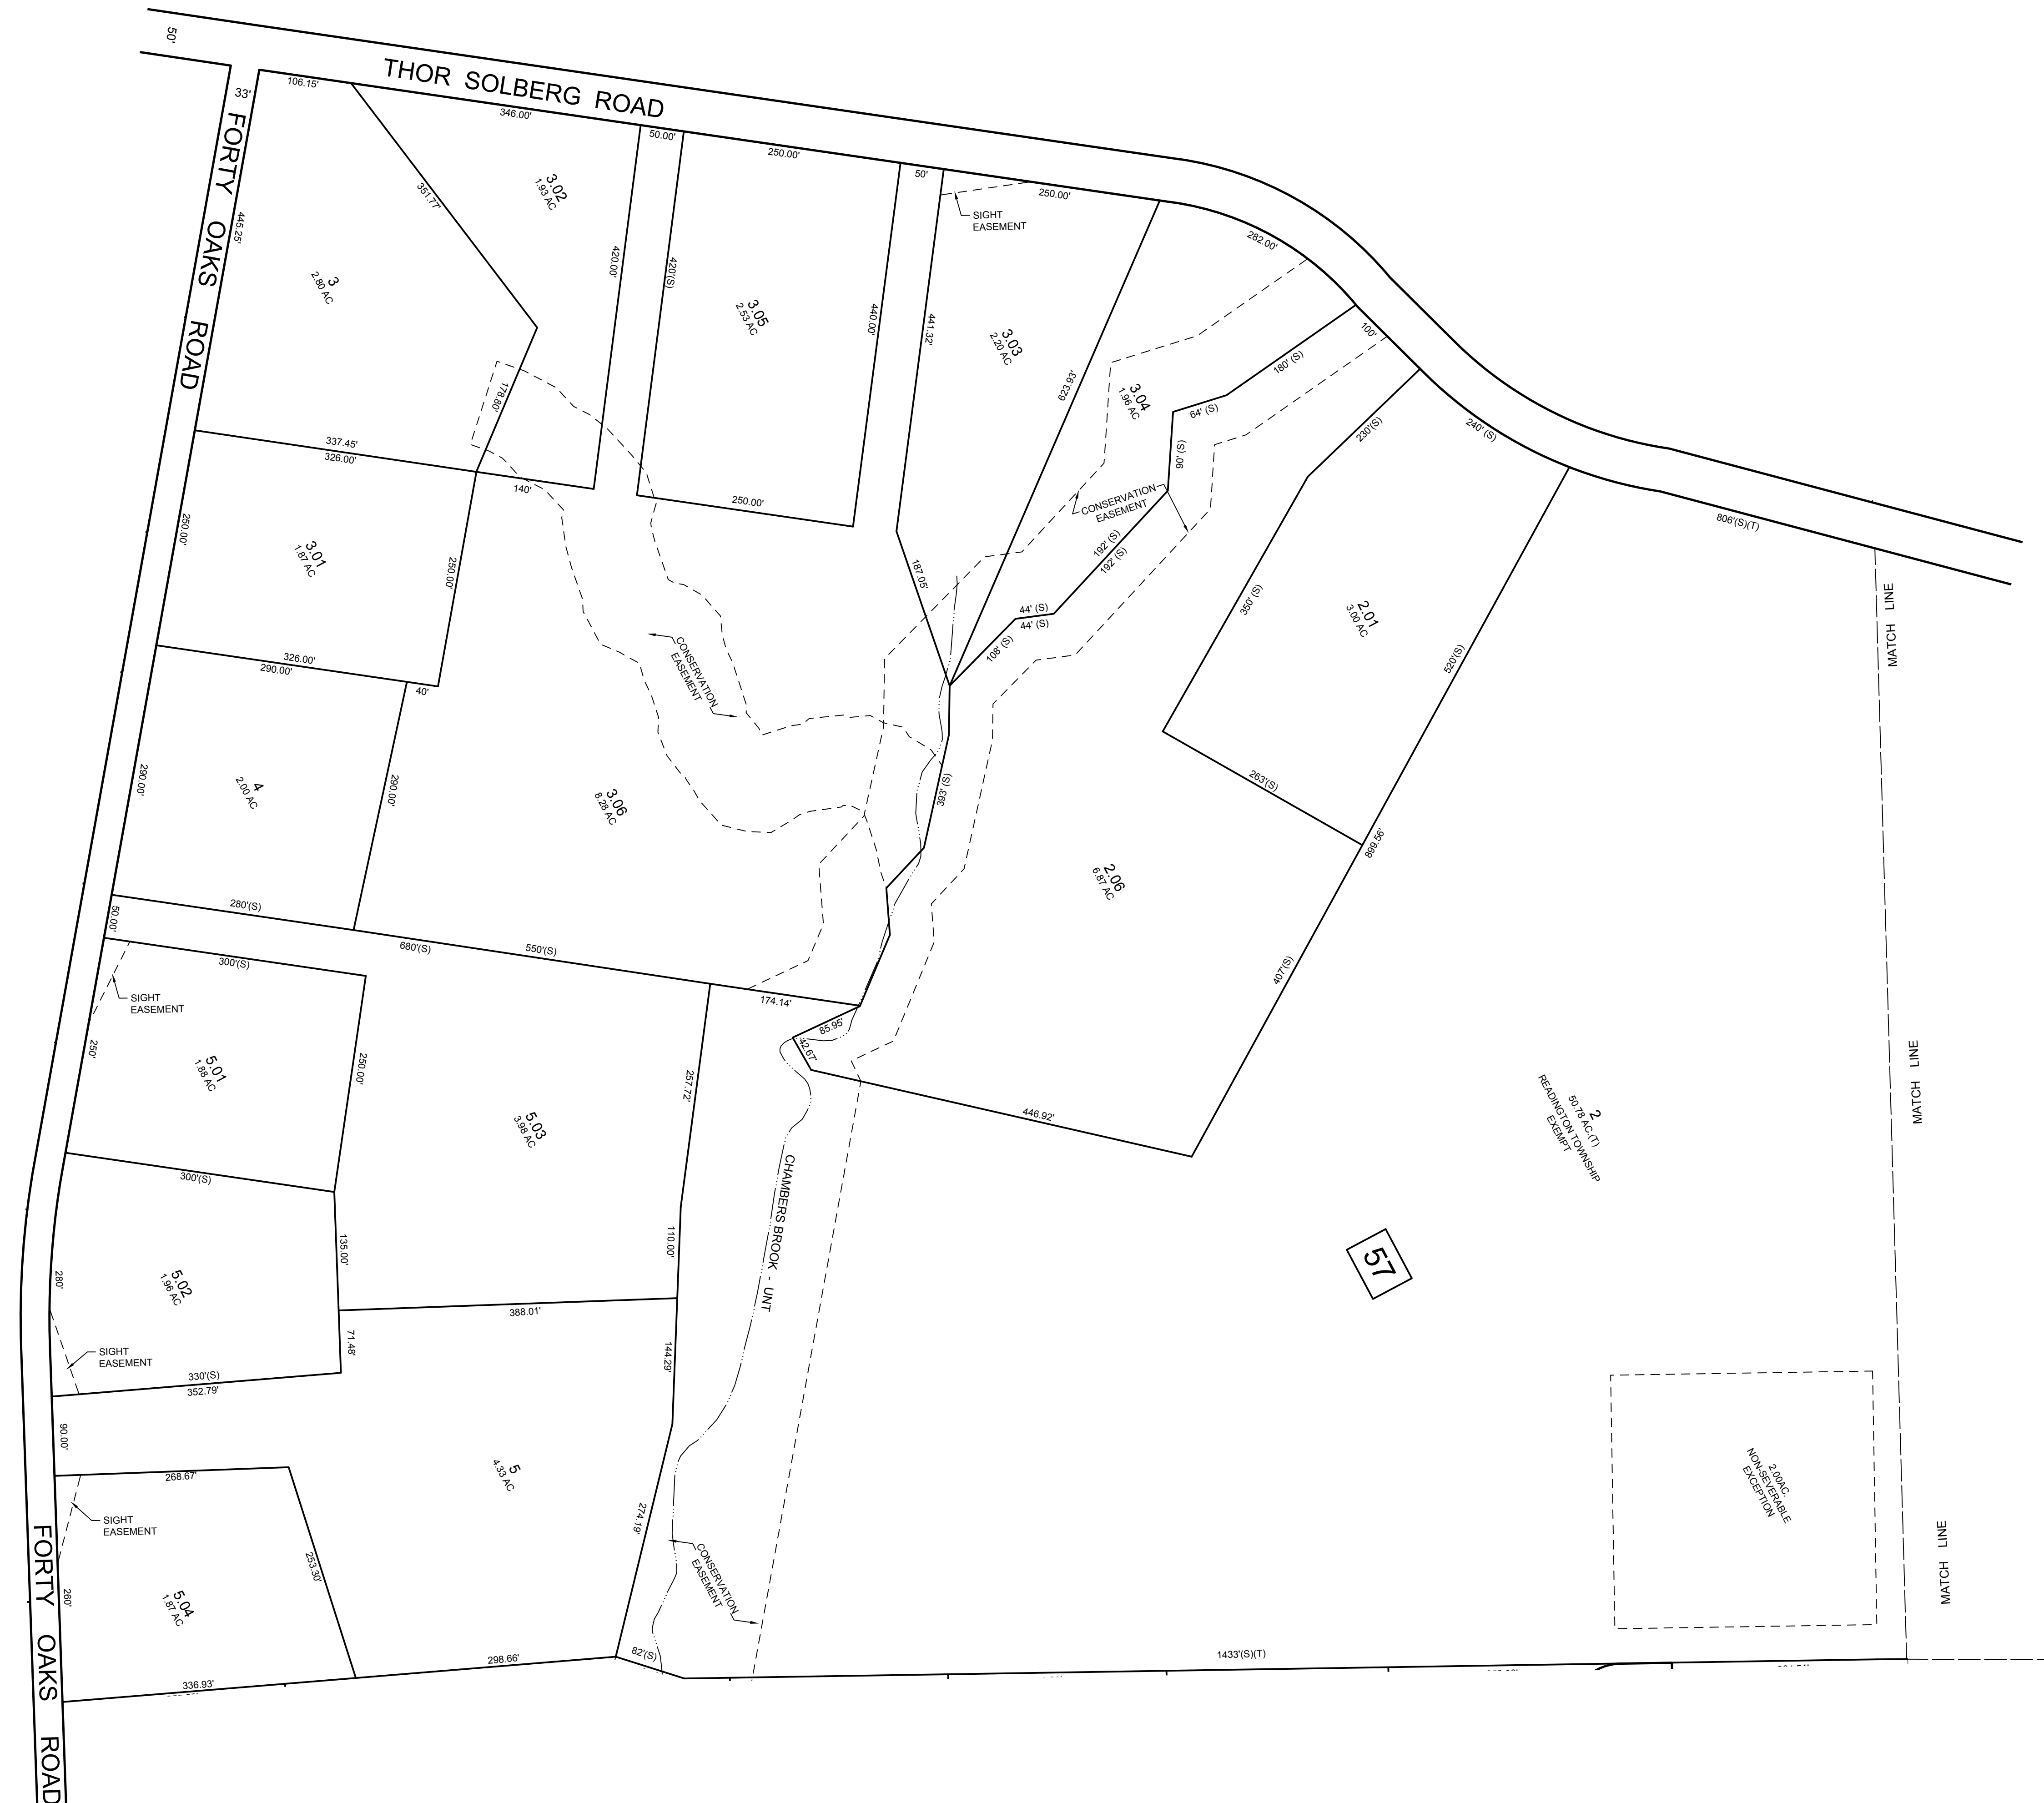 50'
THOR SOLBERG ROAD
33'
106.15'
346.00'
50.00'
250.00'
50'
250.00'
282.00'
FORTY OAKS ROAD
445.25'
351.77'
3.02
1.93 AC
SIGHT
EASEMENT
3
2.80 AC
420.00'
420'(S)
3.05
2.53 AC
440.00'
441.32'
3.03
2.20 AC
623.93'
3.04
1.96 AC
180' (S)
100'
64' (S)
90' (S)
230'(S)
240' (S)
178.80'
337.45'
326.00'
140'
250.00'
CONSERVATION
EASEMENT
806'(S)(T)
250.00'
3.01
1.87 AC
250.00'
187.05'
192' (S)
192' (S)
44' (S)
44' (S)
108' (S)
350' (S)
2.01
3.00 AC
520'(S)
MATCH LINE
326.00'
290.00'
40'
CONSERVATION
EASEMENT
290.00'
4
2.00 AC
290.00'
3.06
8.28 AC
393' (S)
263'(S)
899.56'
2.06
6.87 AC
280'(S)
50.00'
680'(S)
550'(S)
300'(S)
407'(S)
SIGHT
EASEMENT
174.14'
85.95'
42.67'
250'
5.01
1.88 AC
250.00'
257.72'
5.03
3.98 AC
446.92'
2
50.78 AC.(T)
READINGTON TOWNSHIP
EXEMPT
MATCH LINE
300'(S)
CHAMBERS BROOK - UNT
135.00'
110.00'
280'
5.02
1.96 AC
57
388.01'
71.48'
144.29'
SIGHT
EASEMENT
330'(S)
352.79'
90.00'
268.67'
5
4.33 AC
2.00AC.
NON-SEVERABLE
EXCEPTION
SIGHT
EASEMENT
274.19'
253.30'
FORTY OAKS ROAD
260'
5.04
1.87 AC
CONSERVATION
EASEMENT
MATCH LINE
82'(S)
298.66'
336.93'
1433'(S)(T)